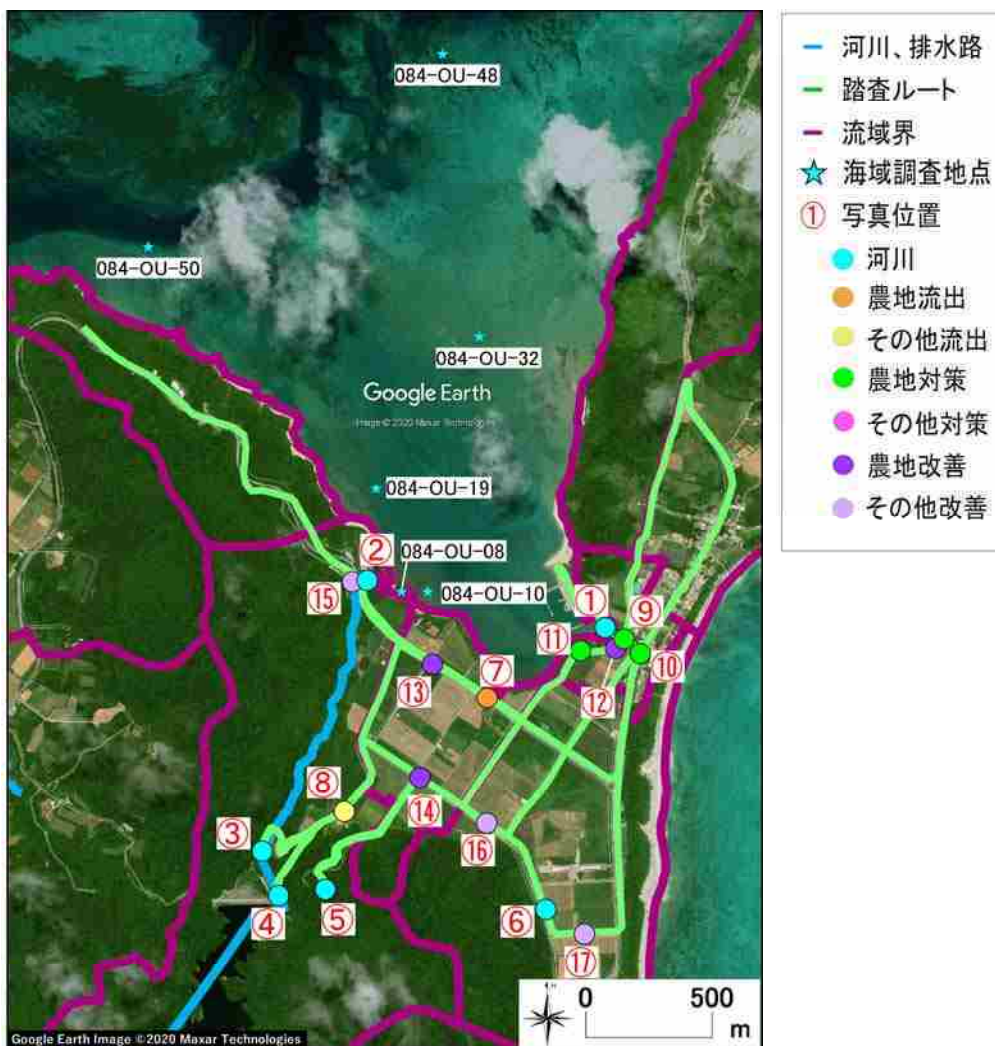 084-OU-48
084-OU-50
084-OU-32
Google Earth
Image © 2020 Maxar Technologies
084-OU-19
②
084-OU-08
⑮
084-OU-10
①
⑨
⑪
⑩
⑬
⑦
⑫
⑧
⑭
③
⑯
④
⑤
⑥
⑰
N
0
500
m
Google Earth Image ©2020 Maxar Technologies
河川、排水路
踏査ルート
流域界
海域調査地点
① 写真位置
河川
農地流出
その他流出
農地対策
その他対策
農地改善
その他改善